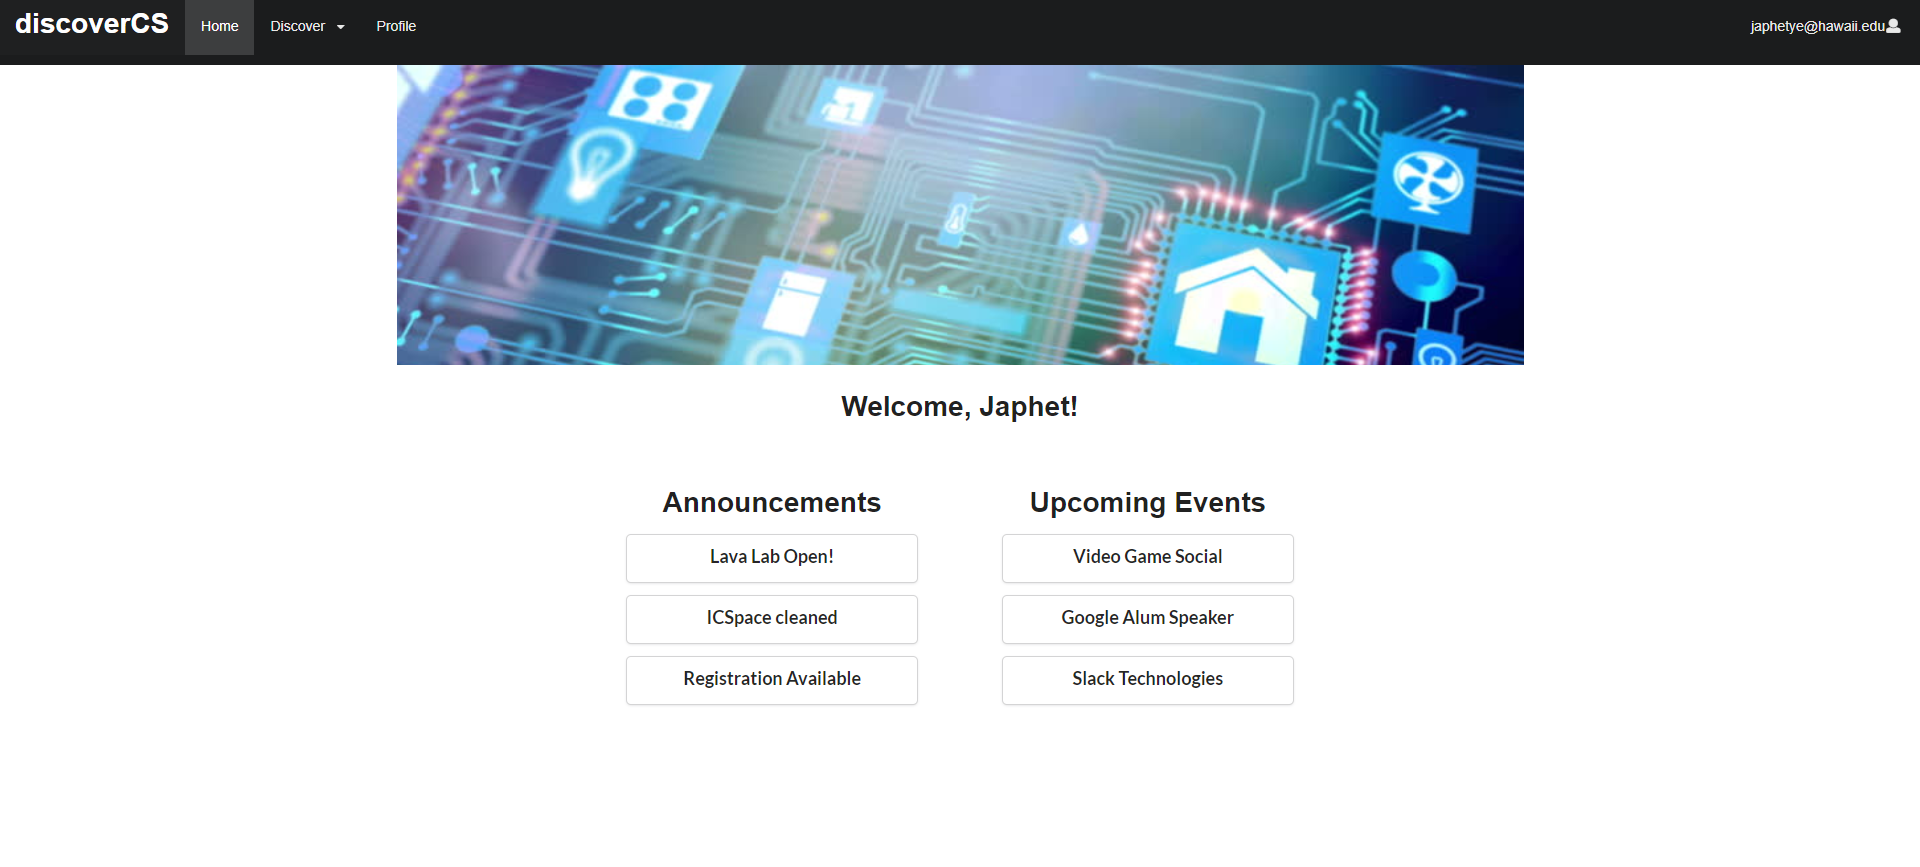 discoverCS Home Discover Profile japhetye@hawaii.edu
Welcome, Japhet!
Announcements
Lava Lab Open!
ICSpace cleaned
Registration Available
Upcoming Events
Video Game Social
Google Alum Speaker
Slack Technologies